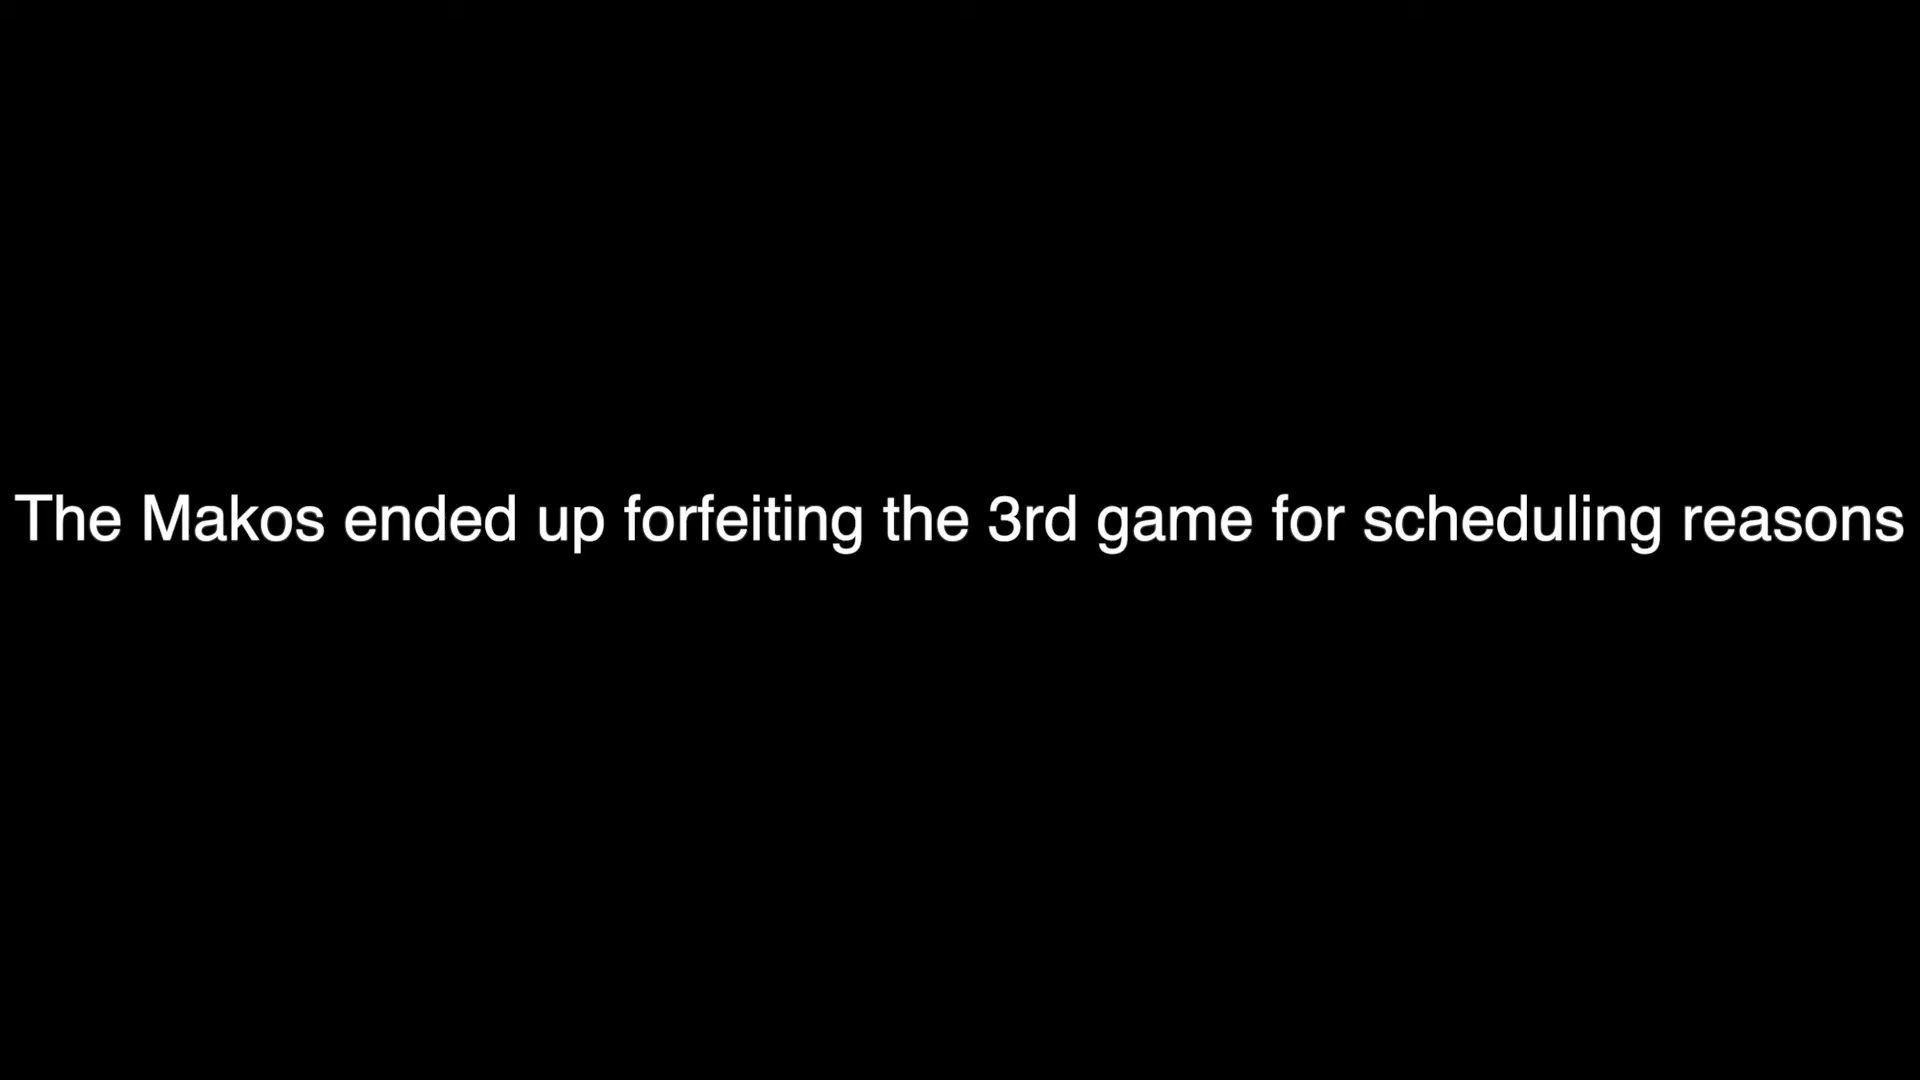 The Makos ended up forfeiting the 3rd game for scheduling reasons